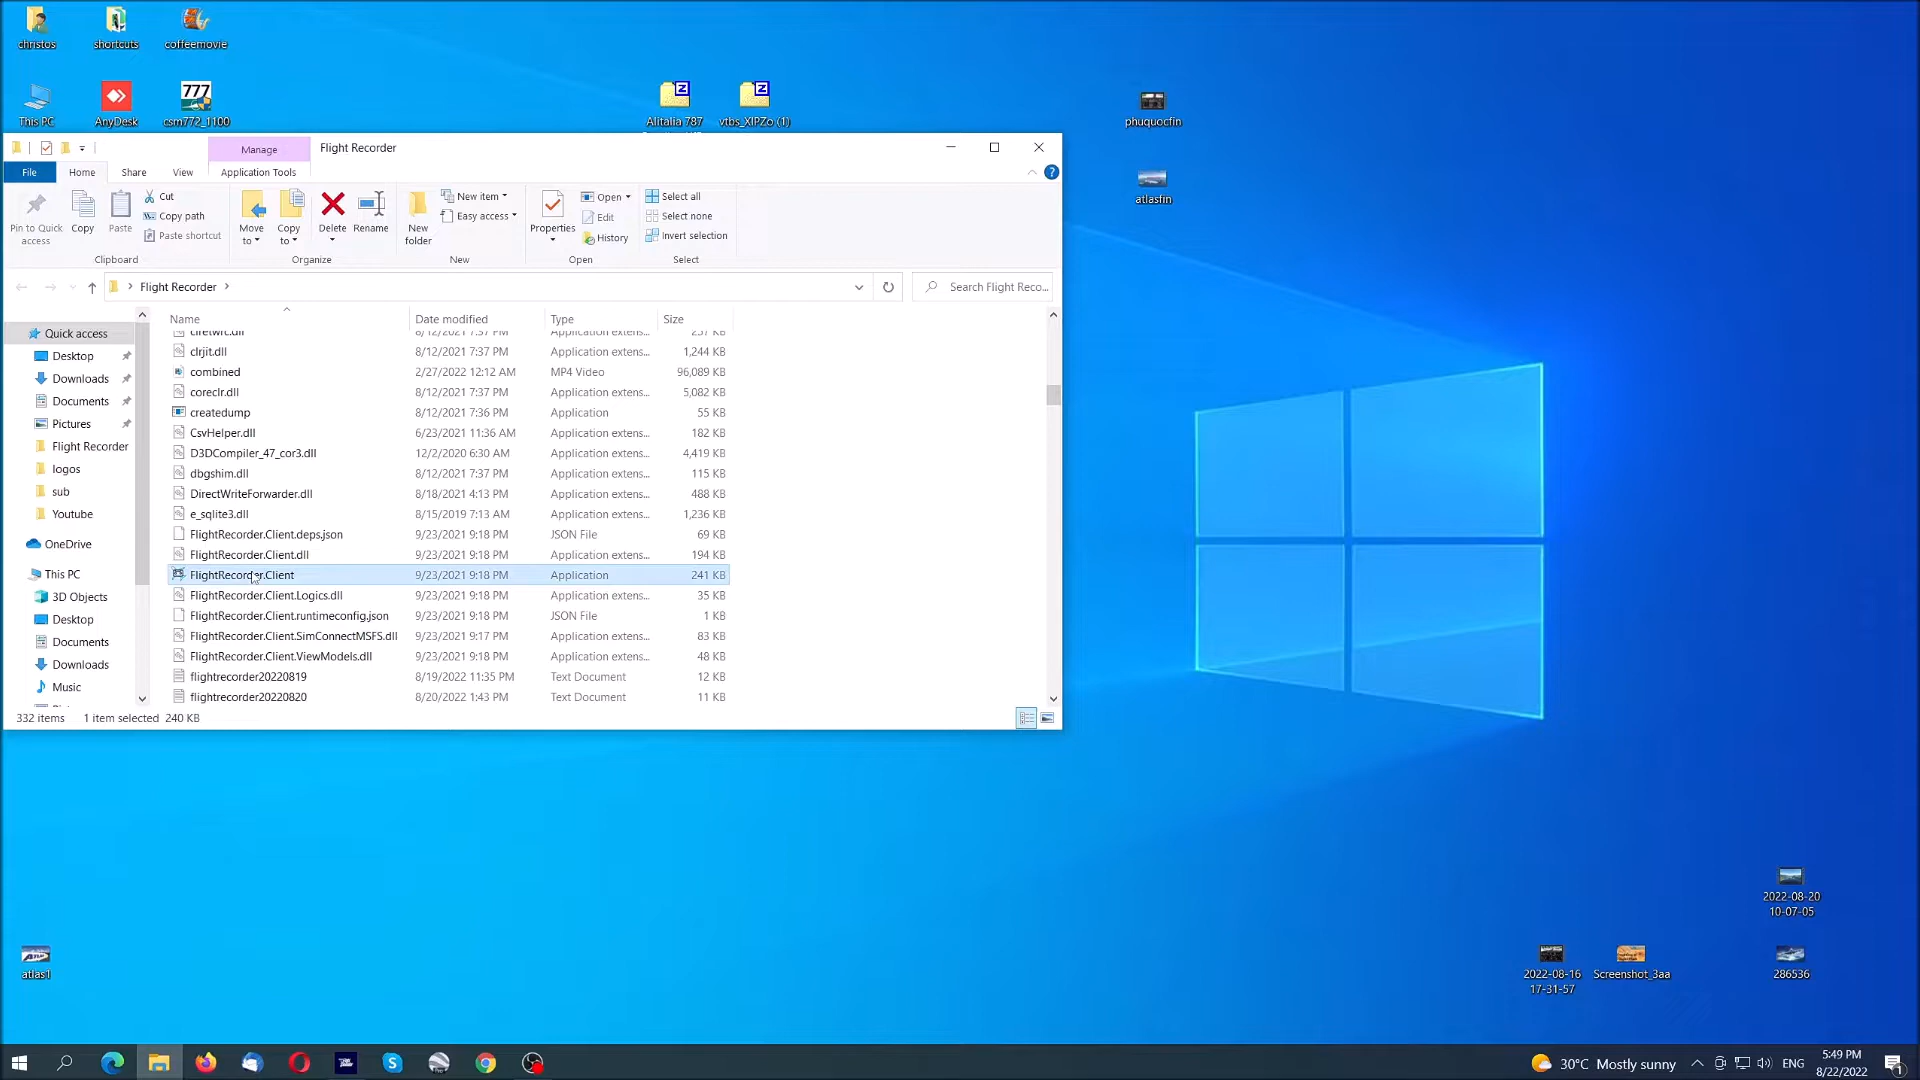 christos
shortcuts
coffeemovie
This PC
AnyDesk
777
csm772_1100
Alitalia 787
vtbs_XIPZo (1)
phuquocfin
atlasfin
Manage
Flight Recorder
File
Home
Share
View
Application Tools
Pin to Quick access
Copy
Paste
Cut
Copy path
Paste shortcut
Clipboard
Move to
Copy to
Delete
Rename
Organize
New folder
New item
Easy access
New
Properties
Open
Edit
History
Open
Select all
Select none
Invert selection
Select
Flight Recorder
Search Flight Reco...
Name
Date modified
Type
Size
Quick access
Desktop
Downloads
Documents
Pictures
Flight Recorder
logos
sub
Youtube
OneDrive
This PC
3D Objects
Desktop
Documents
Downloads
Music
clrjit.dll 8/12/2021 7:37 PM Application extens... 1,244 KB
combined 2/27/2022 12:12 AM MP4 Video 96,089 KB
coreclr.dll 8/12/2021 7:37 PM Application extens... 5,082 KB
createdump 8/12/2021 7:36 PM Application 55 KB
CsvHelper.dll 6/23/2021 11:36 AM Application extens... 182 KB
D3DCompiler_47_cor3.dll 12/2/2020 6:30 AM Application extens... 4,419 KB
dbgshim.dll 8/12/2021 7:37 PM Application extens... 115 KB
DirectWriteForwarder.dll 8/18/2021 4:13 PM Application extens... 488 KB
e_sqlite3.dll 8/15/2019 7:13 AM Application extens... 1,236 KB
FlightRecorder.Client.deps.json 9/23/2021 9:18 PM JSON File 69 KB
FlightRecorder.Client.dll 9/23/2021 9:18 PM Application extens... 194 KB
FlightRecorder.Client 9/23/2021 9:18 PM Application 241 KB
FlightRecorder.Client.Logics.dll 9/23/2021 9:18 PM Application extens... 35 KB
FlightRecorder.Client.runtimeconfig.json 9/23/2021 9:18 PM JSON File 1 KB
FlightRecorder.Client.SimConnectMSFS.dll 9/23/2021 9:17 PM Application extens... 83 KB
FlightRecorder.Client.ViewModels.dll 9/23/2021 9:18 PM Application extens... 48 KB
flightrecorder20220819 8/19/2022 11:35 PM Text Document 12 KB
flightrecorder20220820 8/20/2022 1:43 PM Text Document 11 KB
332 items 1 item selected 240 KB
2022-08-20
10-07-05
atlas1
2022-08-16
17-31-57
Screenshot_3aa
286536
30°C Mostly sunny
ENG
5:49 PM
8/22/2022